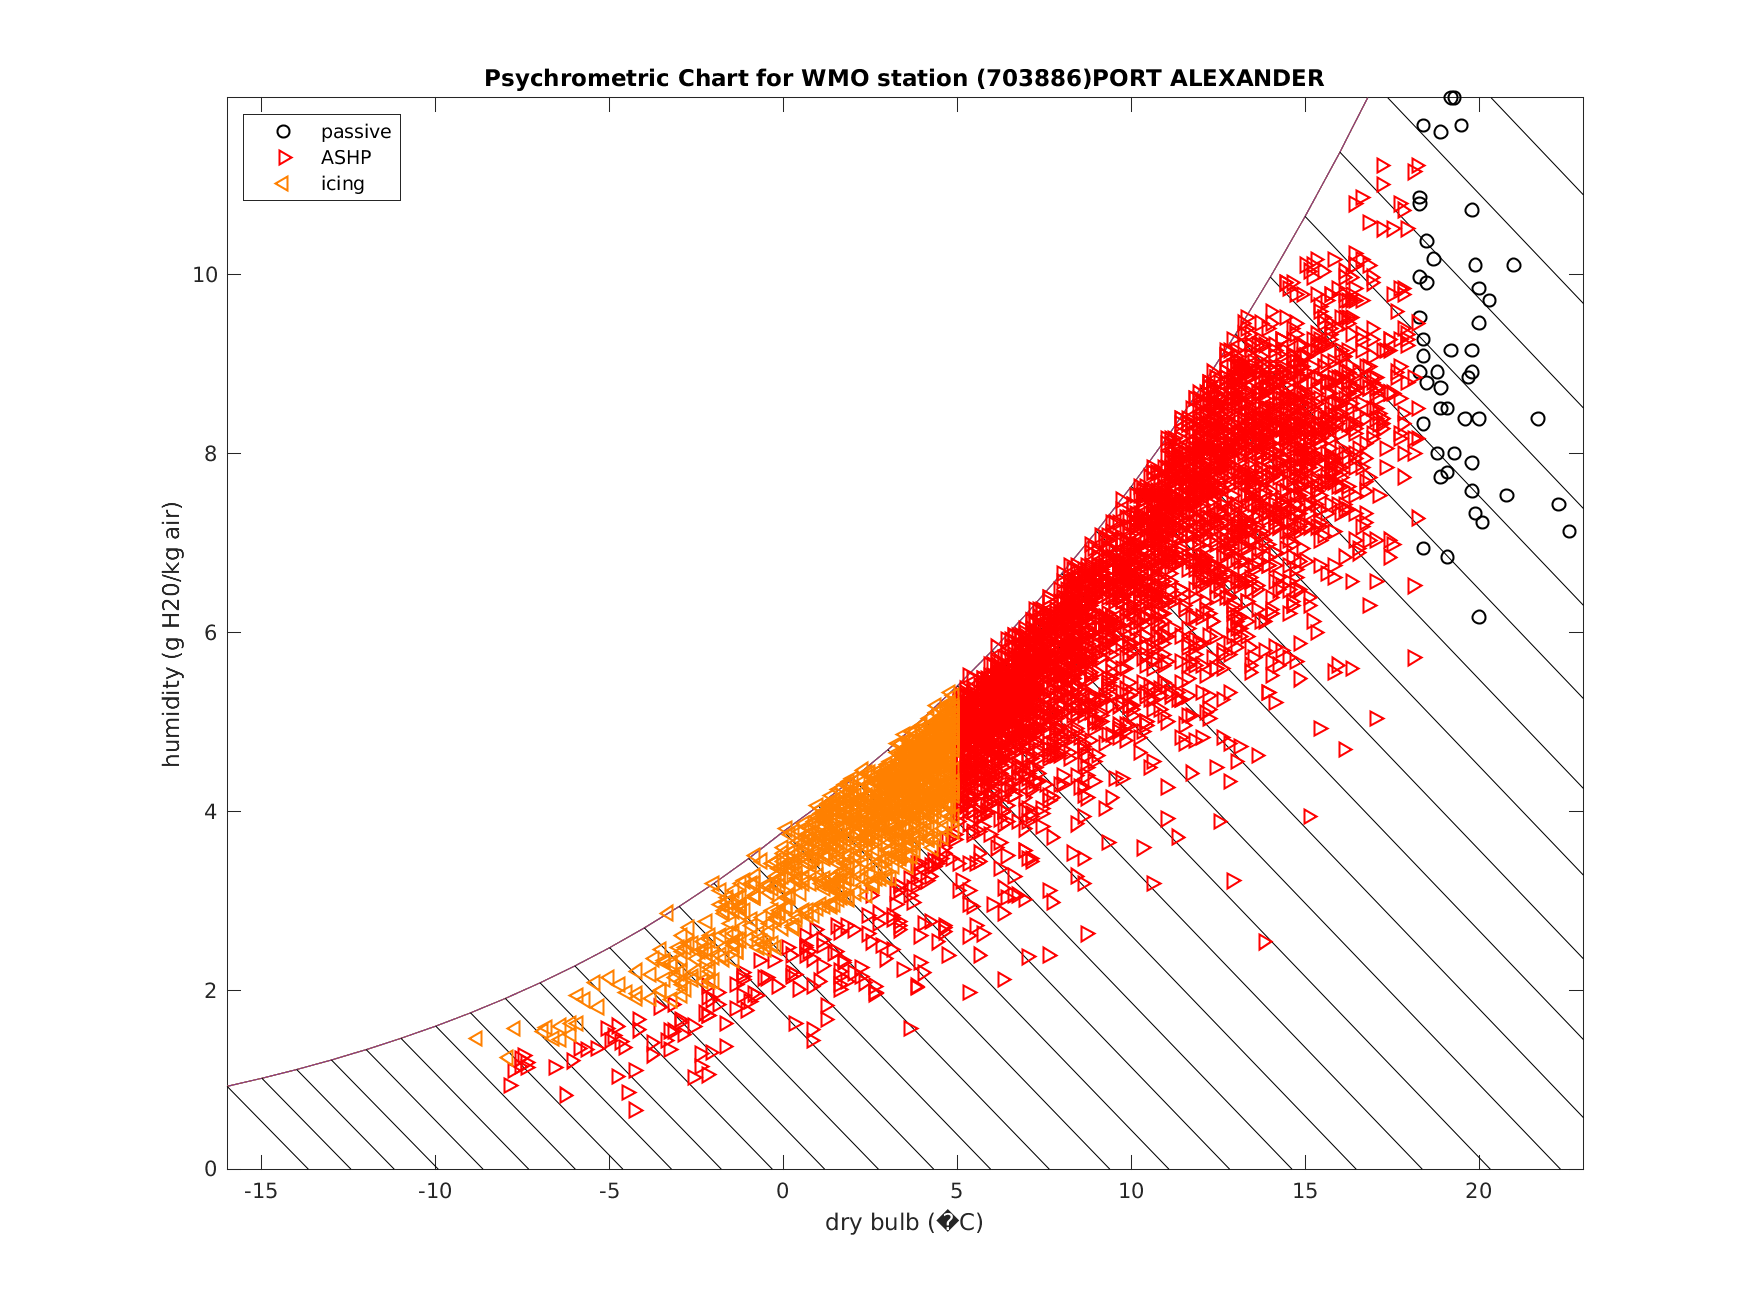 Psychrometric Chart for WMO station (703886)PORT ALEXANDER
passive
ASHP
icing
humidity (g H20/kg air)
10
8
6
4
2
0
-15 -10 -5 0 5 10 15 20
dry bulb (�C)